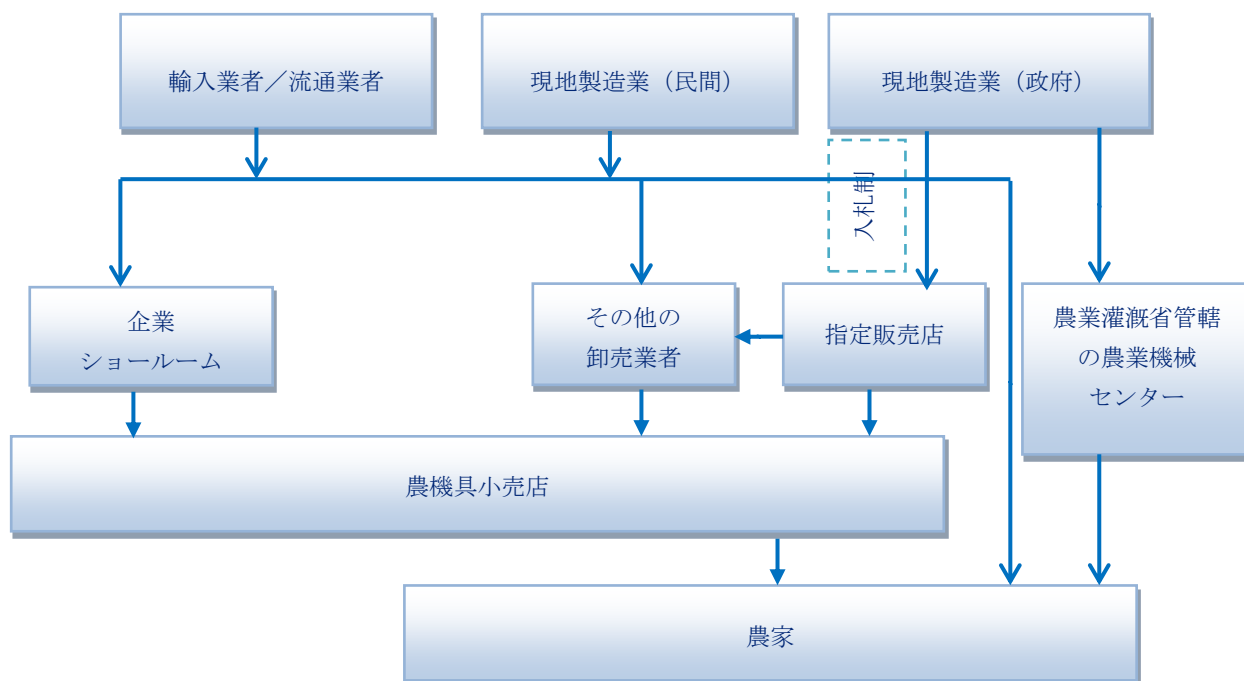 輸入業者／流通業者
現地製造業（民間）
現地製造業（政府）
入札制
企業
ショールーム
その他の
卸売業者
指定販売店
農業灌漑省管轄
の農業機械
センター
農機具小売店
農家